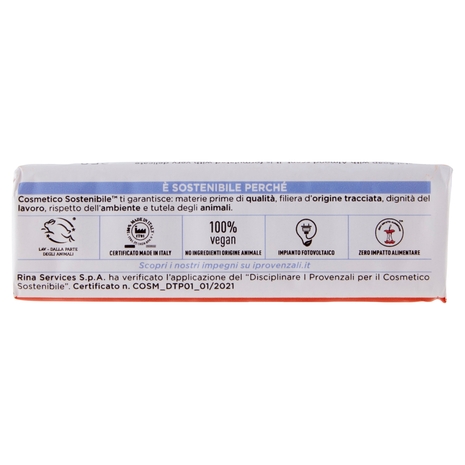 È SOSTENIBILE PERCHÉ
Cosmetico Sostenibile™ ti garantisce: materie prime di qualità, filiera d'origine tracciata, dignità del
lavoro, rispetto dell'ambiente e tutela degli animali.
LAV - DALLA PARTE
DEGLI ANIMALI
MADE IN ITALY
CERTIFICATO MADE IN ITALY
100%
vegan
NO INGREDIENTI ORIGINE ANIMALE
IMPIANTO FOTOVOLTAICO
ZERO IMPATTO ALIMENTARE
Scopri i nostri impegni su iprovenzali.it
Rina Services S.p.A. ha verificato l'applicazione del "Disciplinare I Provenzali per il Cosmetico
Sostenibile". Certificato n. COSM_DTP01_01/2021